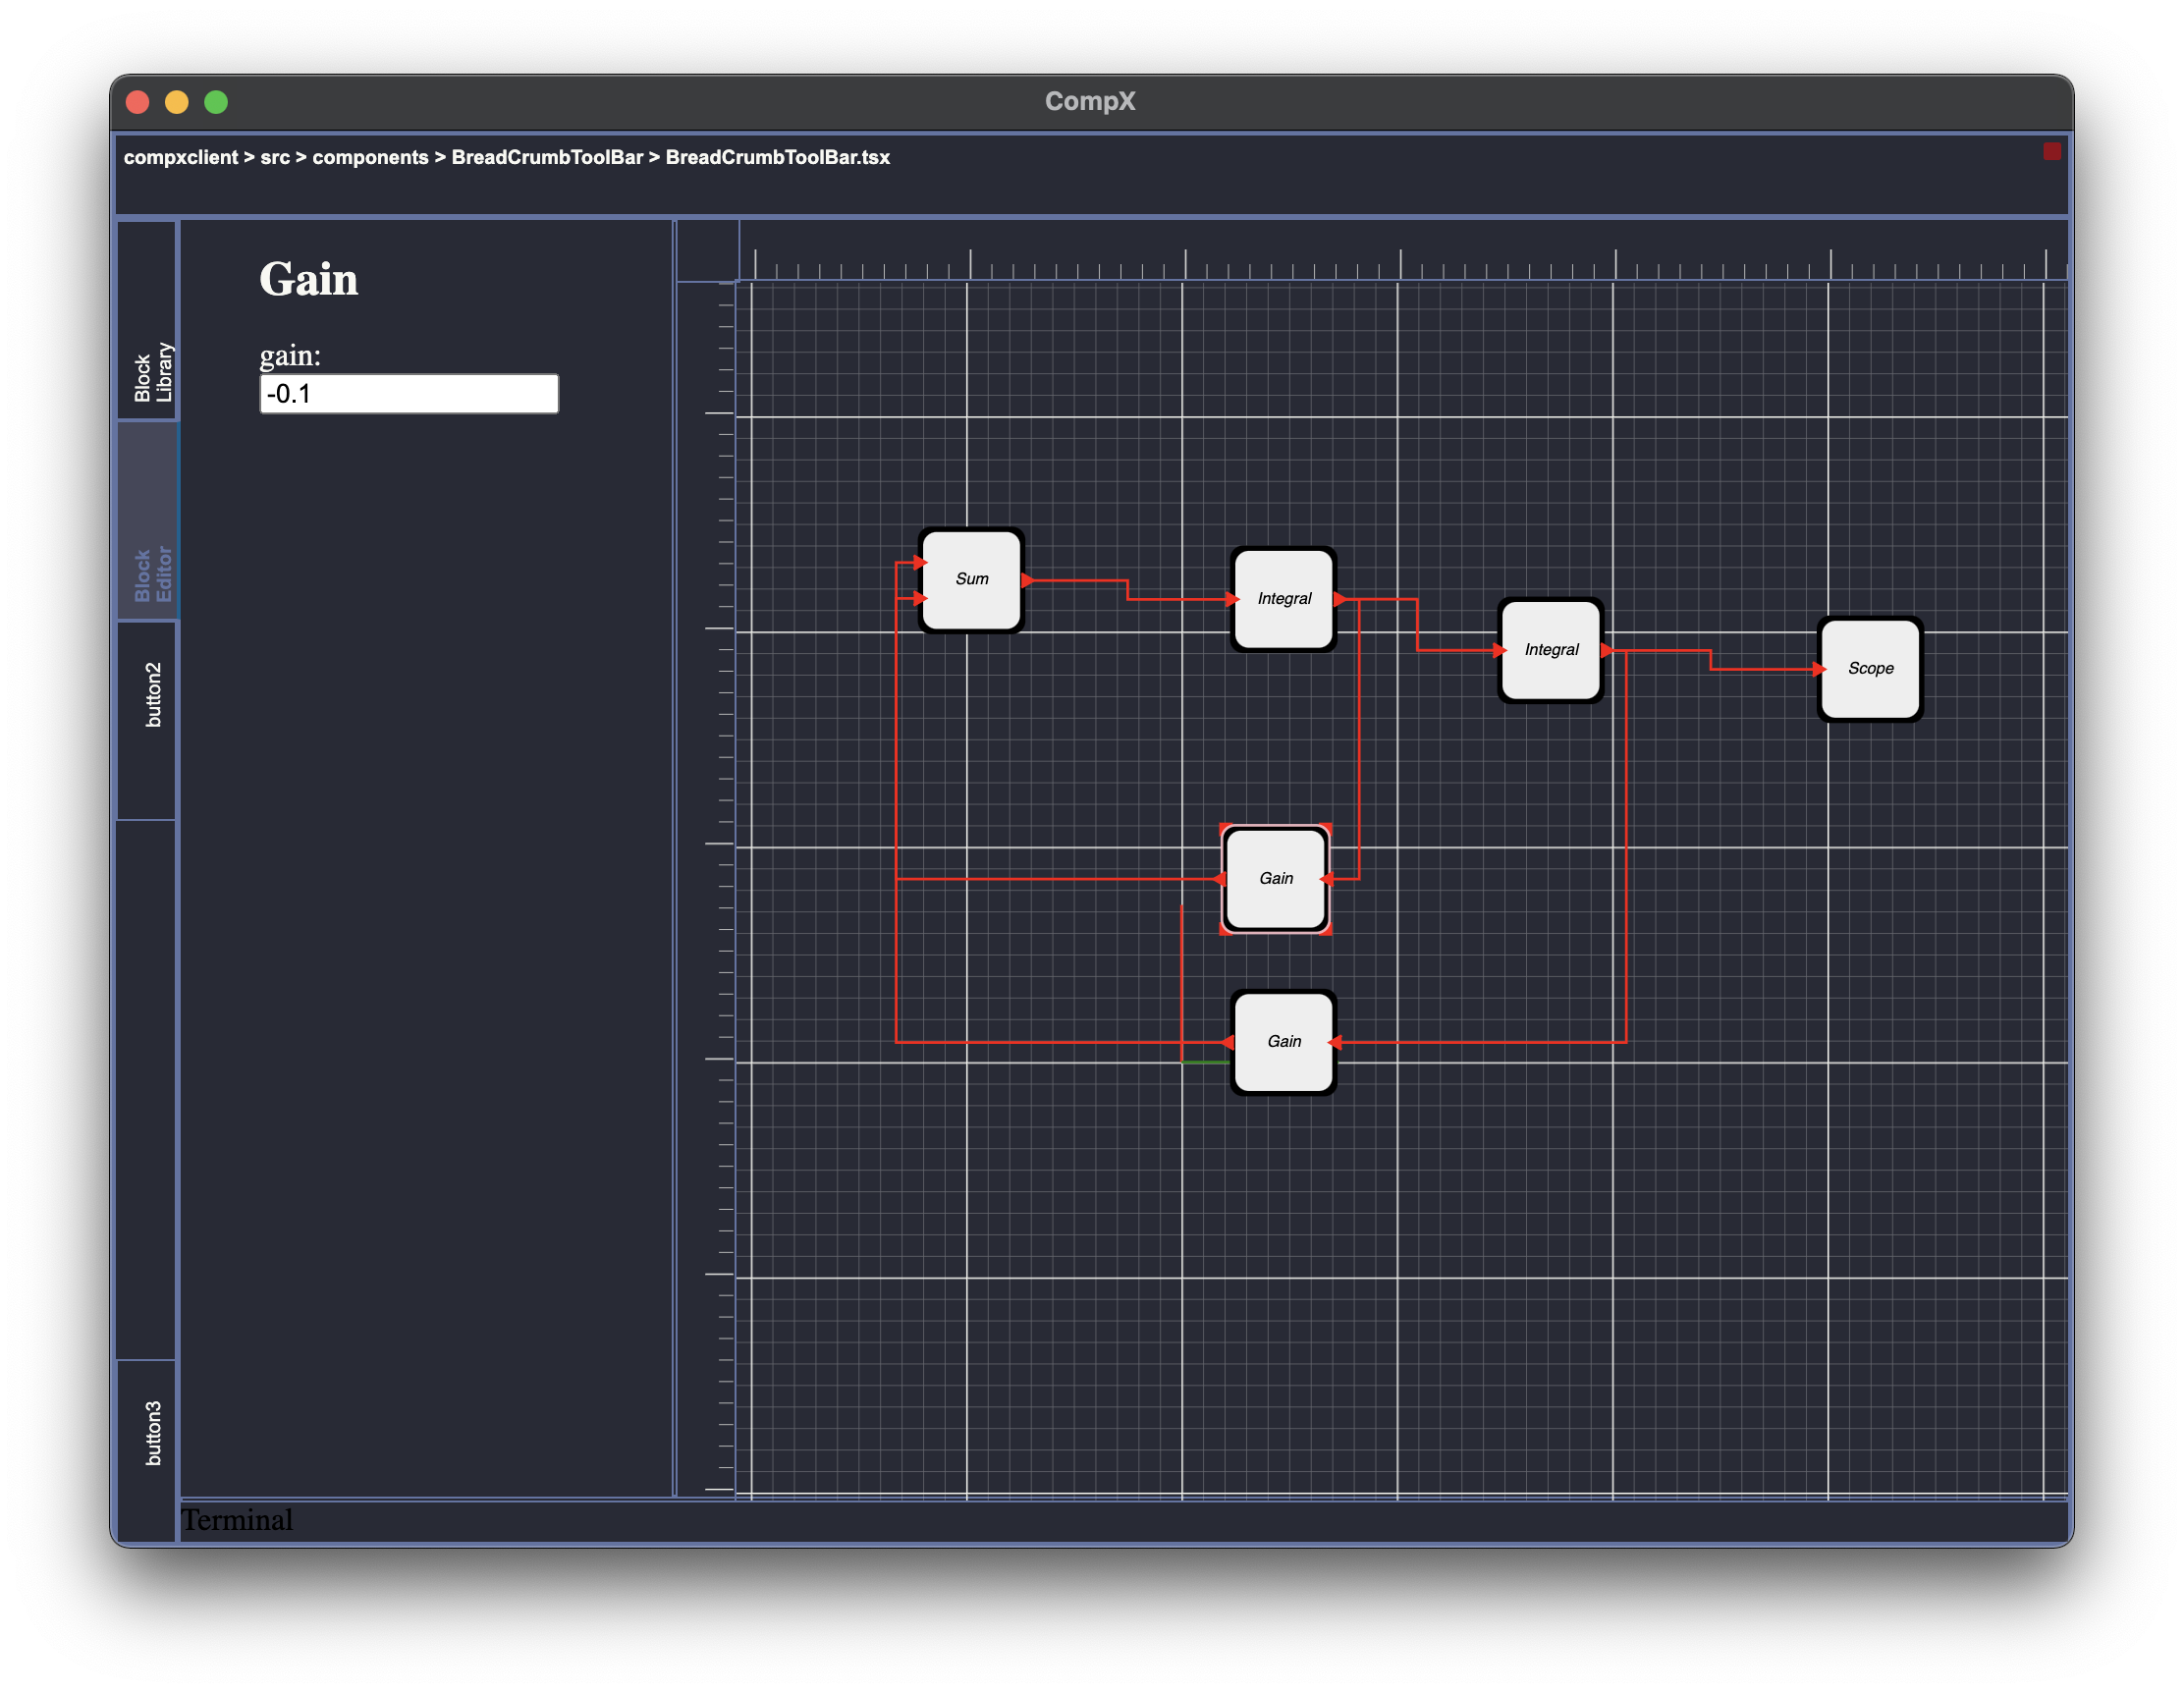 CompX
compxclient > src > components > BreadCrumbToolBar > BreadCrumbToolBar.tsx
Block
Library
Block
Editor
button2
button3
Gain
gain:
-0.1
Sum
Integral
Integral
Scope
Gain
Gain
Terminal